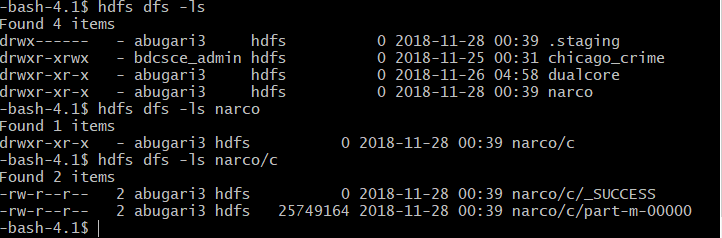 -bash-4.1$ hdfs dfs -ls
Found 4 items
drwx------   - abugari3     hdfs          0 2018-11-28 00:39 .staging
drwxr-xrwx   - bdcsce_admin hdfs          0 2018-11-25 00:31 chicago_crime
drwxr-xr-x   - abugari3     hdfs          0 2018-11-26 04:58 dualcore
drwxr-xr-x   - abugari3     hdfs          0 2018-11-28 00:39 narco
-bash-4.1$ hdfs dfs -ls narco
Found 1 items
drwxr-xr-x   - abugari3 hdfs          0 2018-11-28 00:39 narco/c
-bash-4.1$ hdfs dfs -ls narco/c
Found 2 items
-rw-r--r--   2 abugari3 hdfs          0 2018-11-28 00:39 narco/c/_SUCCESS
-rw-r--r--   2 abugari3 hdfs   25749164 2018-11-28 00:39 narco/c/part-m-00000
-bash-4.1$